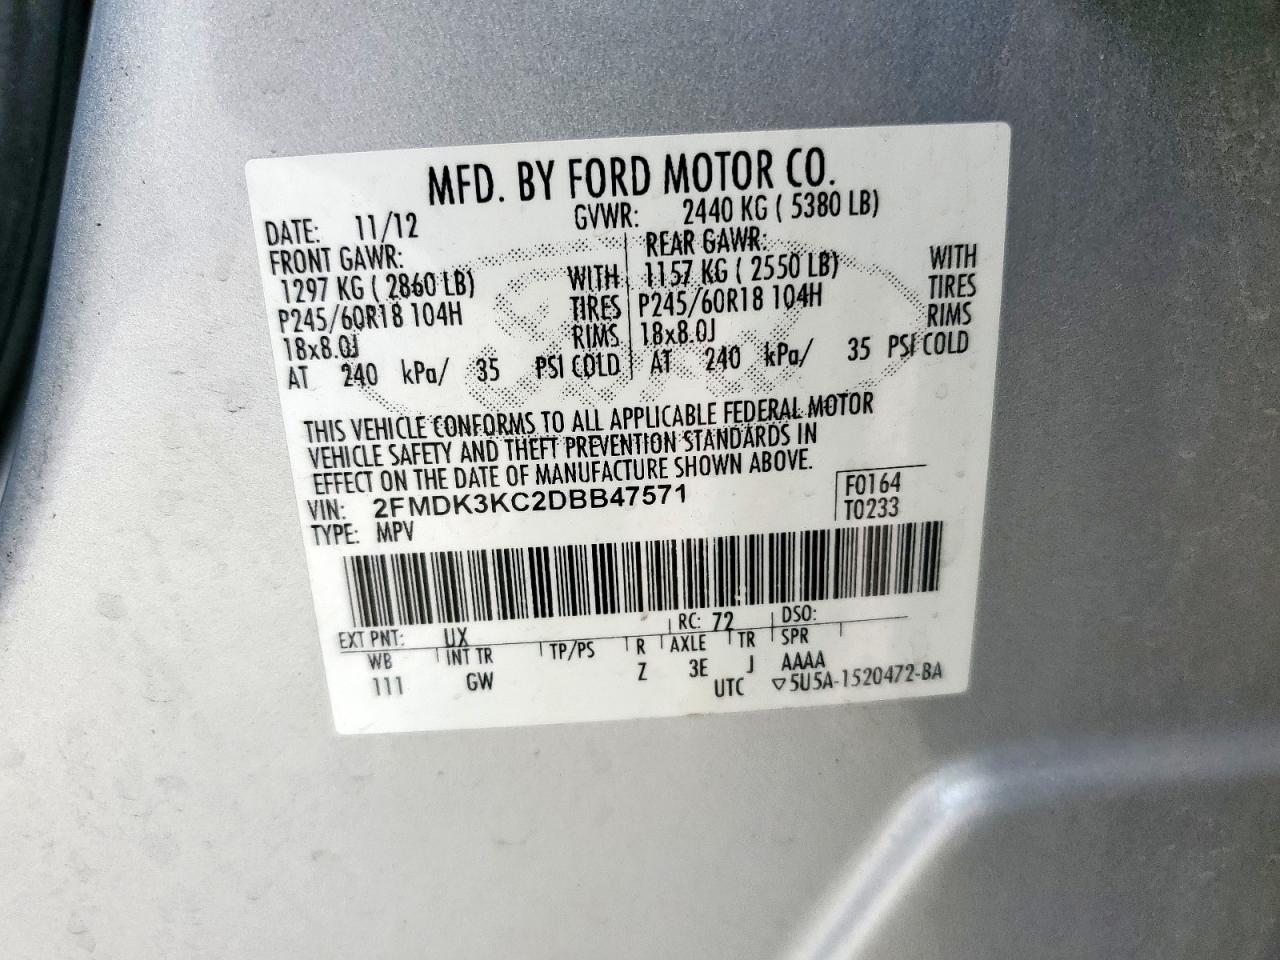 MFD. BY FORD MOTOR CO.
DATE: 11/12 GVWR: 2440 KG ( 5380 LB)
FRONT GAWR: REAR GAWR:
1297 KG ( 2860 LB) WITH 1157 KG ( 2550 LB) WITH
P245/60R18 104H TIRES P245/60R18 104H TIRES
18x8.0J RIMS 18x8.0J RIMS
AT 240 kPa/ 35 PSI COLD AT 240 kPa/ 35 PSI COLD
THIS VEHICLE CONFORMS TO ALL APPLICABLE FEDERAL MOTOR
VEHICLE SAFETY AND THEFT PREVENTION STANDARDS IN
EFFECT ON THE DATE OF MANUFACTURE SHOWN ABOVE.
VIN: 2FMDK3KC2DBB47571 F0164
TYPE: MPV T0233
EXT PNT: UX RC: 72 DSO:
WB INT TR TP/PS R AXLE TR SPR
111 GW Z 3E J AAAA
UTC ▽5U5A-1520472-BA